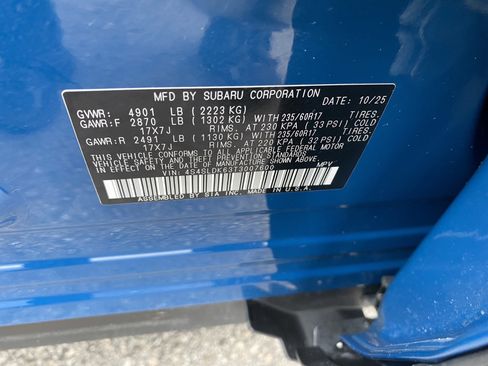 MFD BY SUBARU CORPORATION DATE: 10/25
GVWR: 4901 LB (2223 KG) TIRES,
GAWR:F 2870 LB (1302 KG) WITH 235/60R17
17X7J RIMS, AT 230 KPA (33 PSI) COLD
GAWR:R 2491 LB (1130 KG) WITH 235/60R17 TIRES,
17X7J RIMS, AT 220 KPA (32 PSI) COLD
THIS VEHICLE CONFORMS TO ALL APPLICABLE FEDERAL MOTOR
VEHICLE SAFETY AND THEFT PREVENTION STANDARDS IN EFFECT
ON THE DATE OF MANUFACTURE SHOWN ABOVE.
VIN: 4S4SLDK63T3007600 MPV
ASSEMBLED BY SIA INC. MADE IN U.S.A.